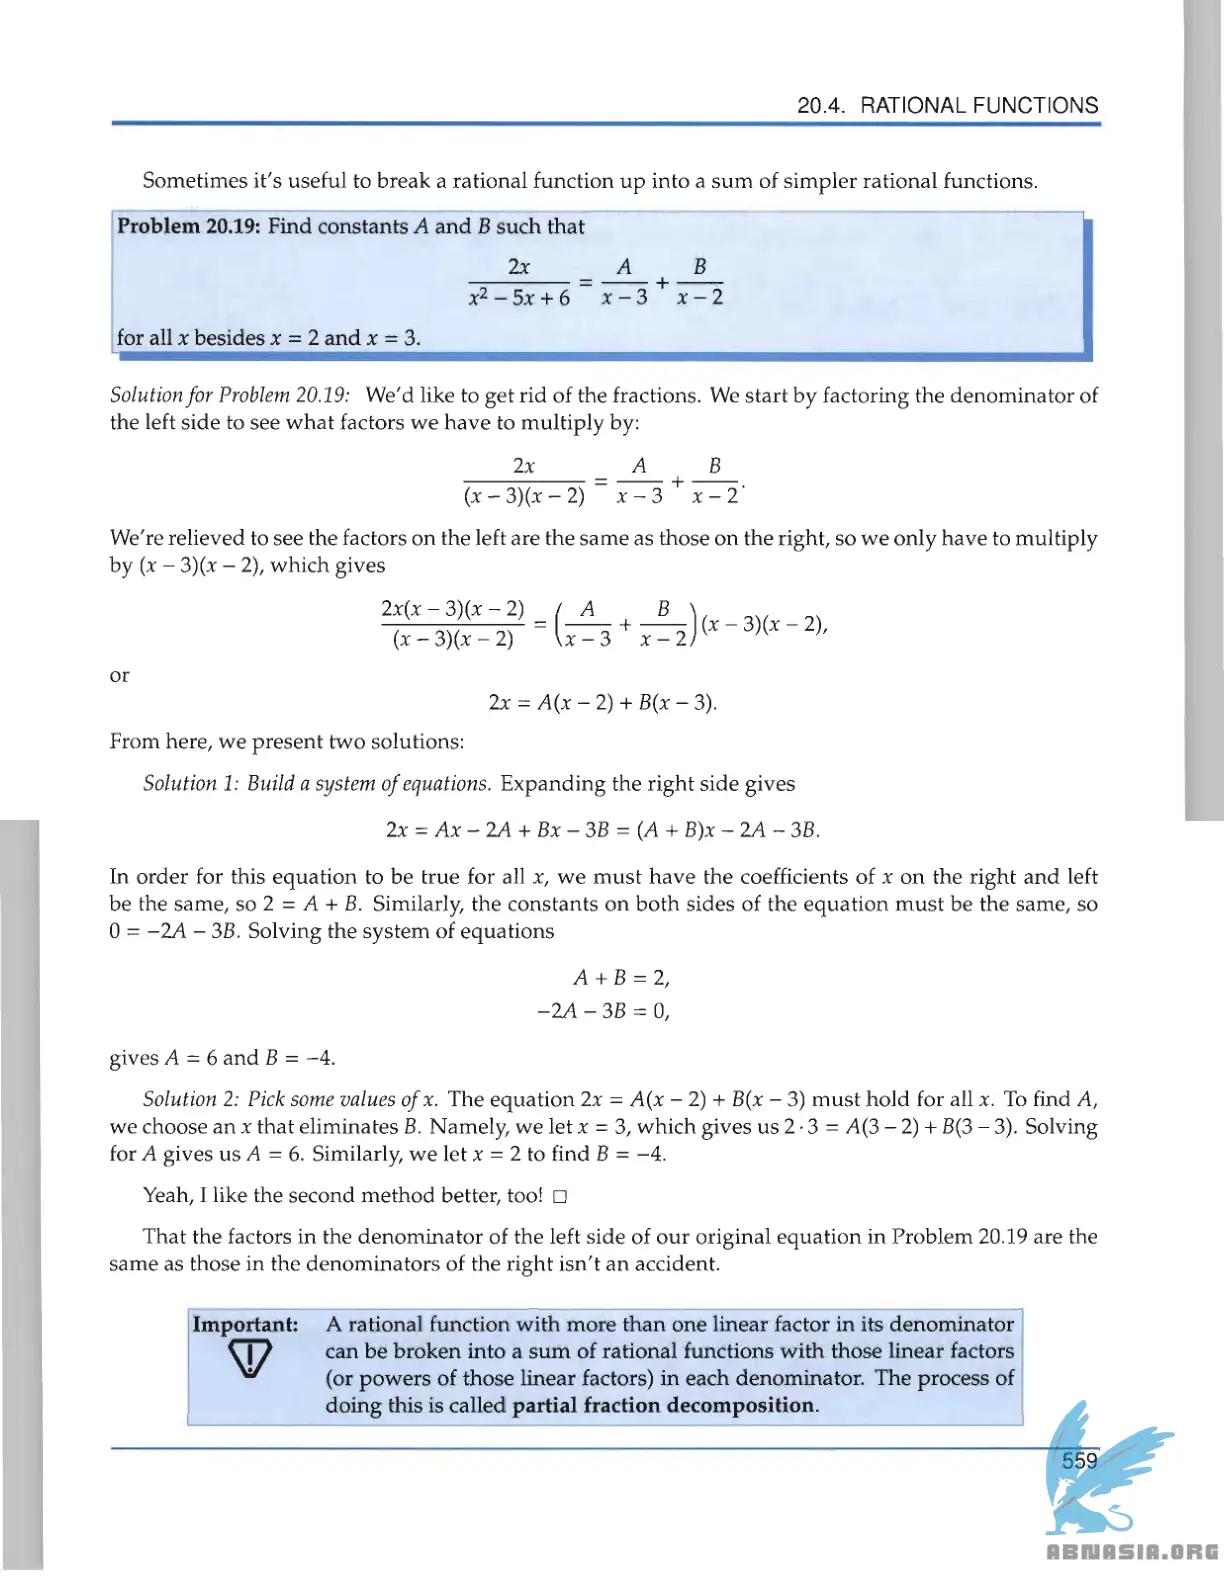 20.4. RATIONAL FUNCTIONS
Sometimes it's useful to break a rational function up into a sum of simpler rational functions.
Problem 20.19: Find constants A and B such that
2x / (x² − 5x + 6) = A / (x − 3) + B / (x − 2)
for all x besides x = 2 and x = 3.
Solution for Problem 20.19: We'd like to get rid of the fractions. We start by factoring the denominator of
the left side to see what factors we have to multiply by:
2x / ((x − 3)(x − 2)) = A / (x − 3) + B / (x − 2).
We're relieved to see the factors on the left are the same as those on the right, so we only have to multiply
by (x − 3)(x − 2), which gives
2x(x − 3)(x − 2) / ((x − 3)(x − 2)) = (A / (x − 3) + B / (x − 2)) (x − 3)(x − 2),
or
2x = A(x − 2) + B(x − 3).
From here, we present two solutions:
Solution 1: Build a system of equations. Expanding the right side gives
2x = Ax − 2A + Bx − 3B = (A + B)x − 2A − 3B.
In order for this equation to be true for all x, we must have the coefficients of x on the right and left
be the same, so 2 = A + B. Similarly, the constants on both sides of the equation must be the same, so
0 = −2A − 3B. Solving the system of equations
A + B = 2,
−2A − 3B = 0,
gives A = 6 and B = −4.
Solution 2: Pick some values of x. The equation 2x = A(x − 2) + B(x − 3) must hold for all x. To find A,
we choose an x that eliminates B. Namely, we let x = 3, which gives us 2 · 3 = A(3 − 2) + B(3 − 3). Solving
for A gives us A = 6. Similarly, we let x = 2 to find B = −4.
Yeah, I like the second method better, too! □
That the factors in the denominator of the left side of our original equation in Problem 20.19 are the
same as those in the denominators of the right isn't an accident.
Important: A rational function with more than one linear factor in its denominator
can be broken into a sum of rational functions with those linear factors
(or powers of those linear factors) in each denominator. The process of
doing this is called partial fraction decomposition.
559
ABNASIA.ORG